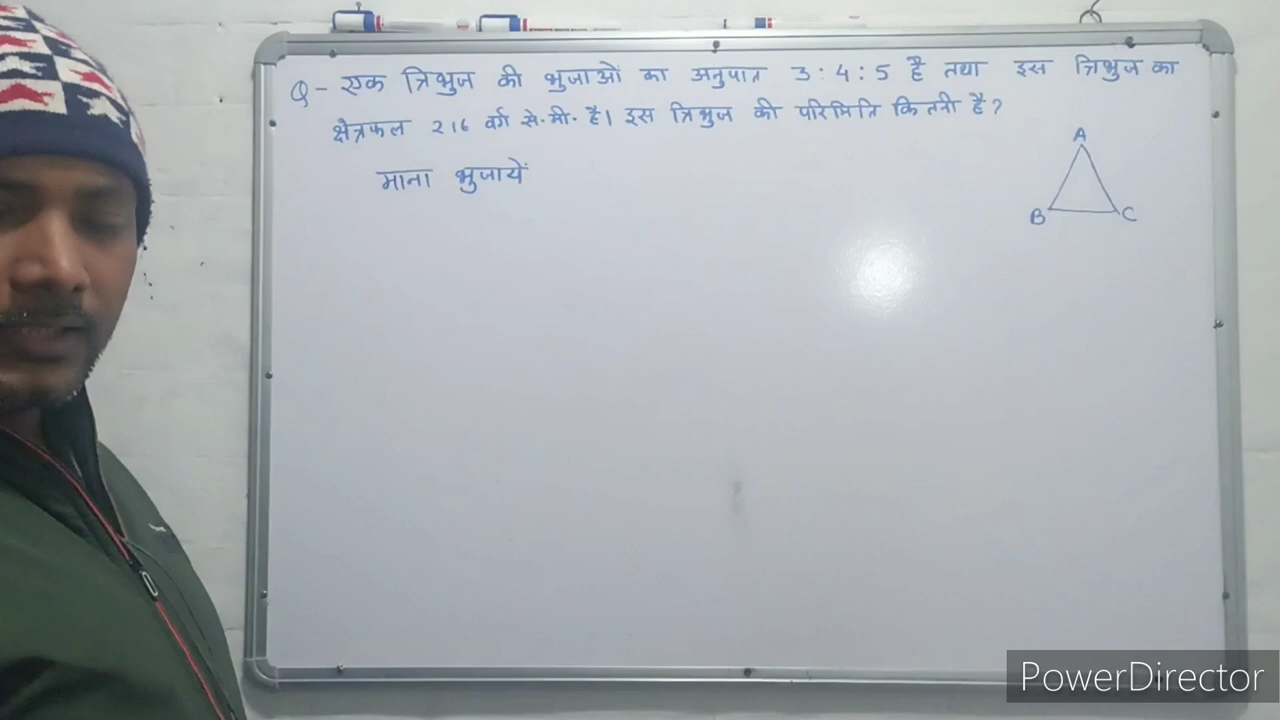 Q - एक त्रिभुज की भुजाओं का अनुपात 3 : 4 : 5 है तथा इस त्रिभुज का
क्षेत्रफल 216 वर्ग से.मी. है। इस त्रिभुज की परिमिति कितनी है?
माना भुजायें
A
B
C
PowerDirector